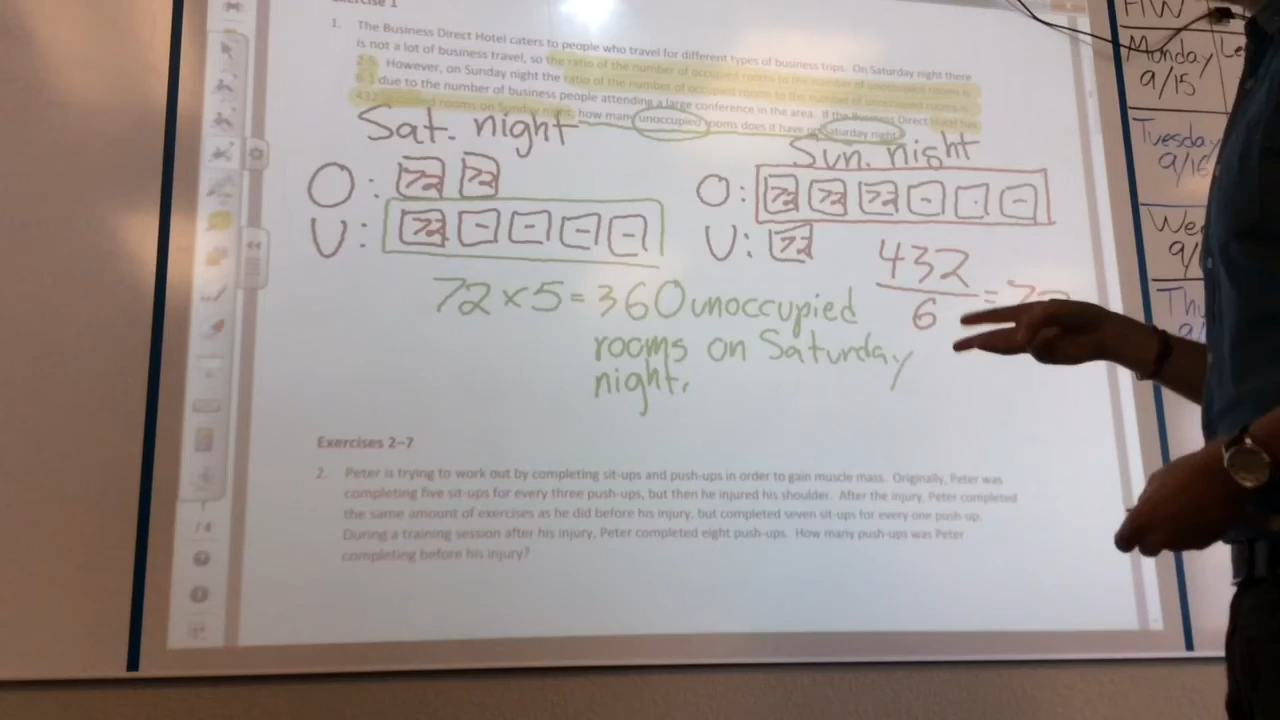 Exercise 1
1. The Business Direct Hotel caters to people who travel for different types of business trips. On Saturday night there
is not a lot of business travel, so the ratio of the number of occupied rooms to the number of unoccupied rooms is
2:5. However, on Sunday night the ratio of the number of occupied rooms to the number of unoccupied rooms is
6:1 due to the number of business people attending a large conference in the area. If the Business Direct Hotel has
432 occupied rooms on Sunday night, how many unoccupied rooms does it have on Saturday night?
Sat. night
Sun. night
O: 72 72
U: 72 - - - -
O: 72 72 72 - - -
U: 72
432
6 = 72
72 × 5 = 360 unoccupied
rooms on Saturday
night.
Exercises 2–7
2. Peter is trying to work out by completing sit-ups and push-ups in order to gain muscle mass. Originally, Peter was
completing five sit-ups for every three push-ups, but then he injured his shoulder. After the injury, Peter completed
the same amount of exercises as he did before his injury, but completed seven sit-ups for every one push-up.
During a training session after his injury, Peter completed eight push-ups. How many push-ups was Peter
completing before his injury?
HW
Monday
9/15
Tuesday
9/16
We
9/
Thu